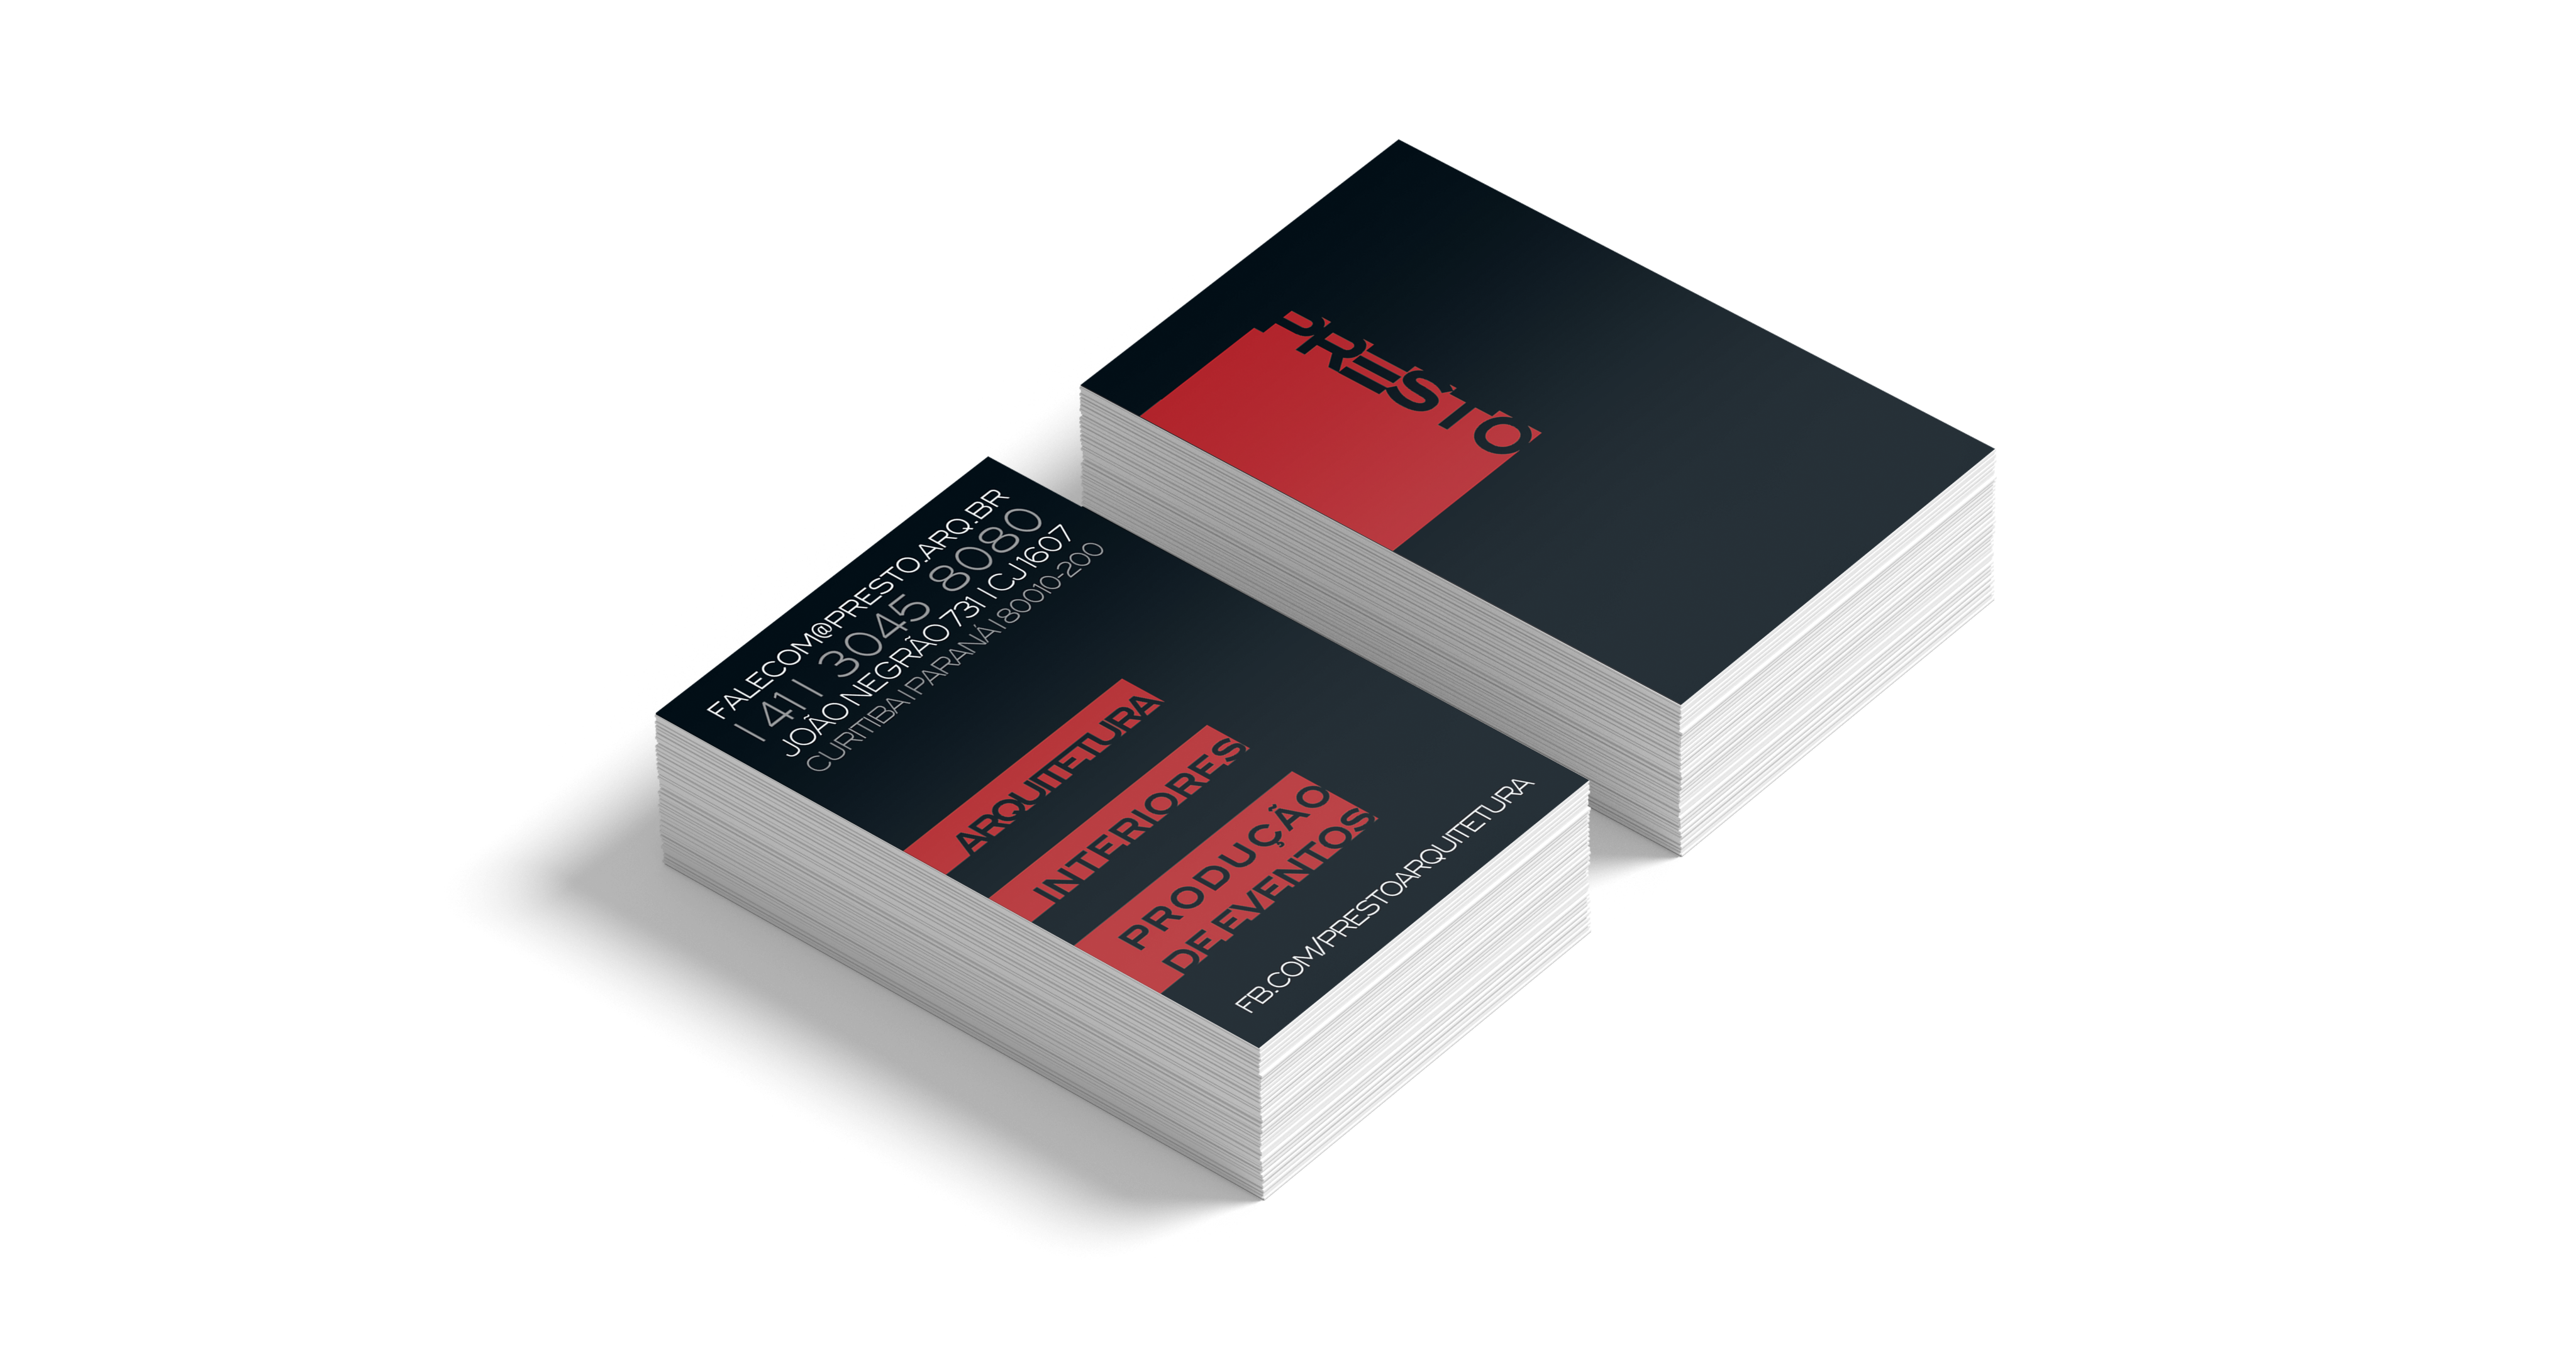 PRESTO
FALECOM@PRESTO.ARQ.BR
| 41 | 3045 8080
JOÃO NEGRÃO 731 | CJ 1607
CURITIBA | PARANÁ | 80010-200
ARQUITETURA
INTERIORES
PRODUÇÃO
DE EVENTOS
FB.COM/PRESTOARQUITETURA